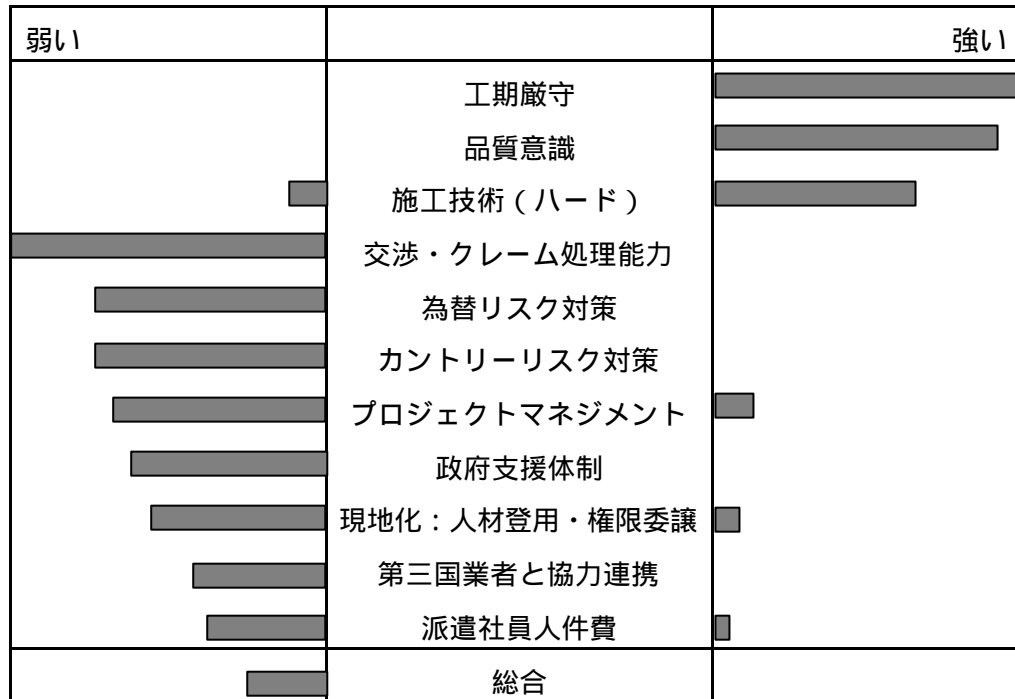 弱い
強い
工期厳守
品質意識
施工技術(ハード)
交渉・クレーム処理能力
為替リスク対策
カントリーリスク対策
プロジェクトマネジメント
政府支援体制
現地化:人材登用・権限委譲
第三国業者と協力連携
派遣社員人件費
総合